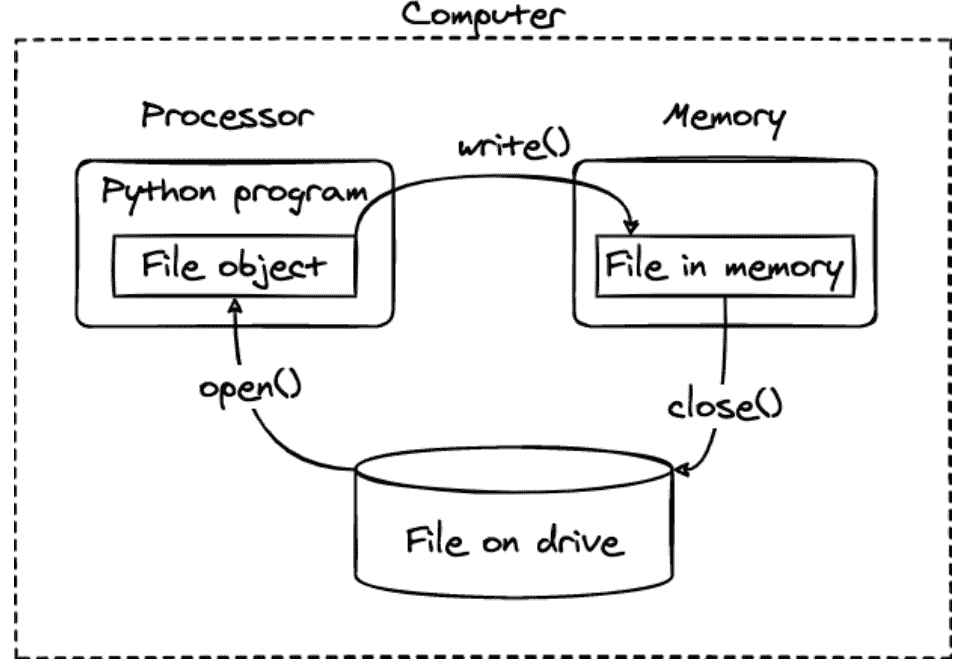 Computer
Processor
Memory
write()
Python program
File object
File in memory
open()
close()
File on drive